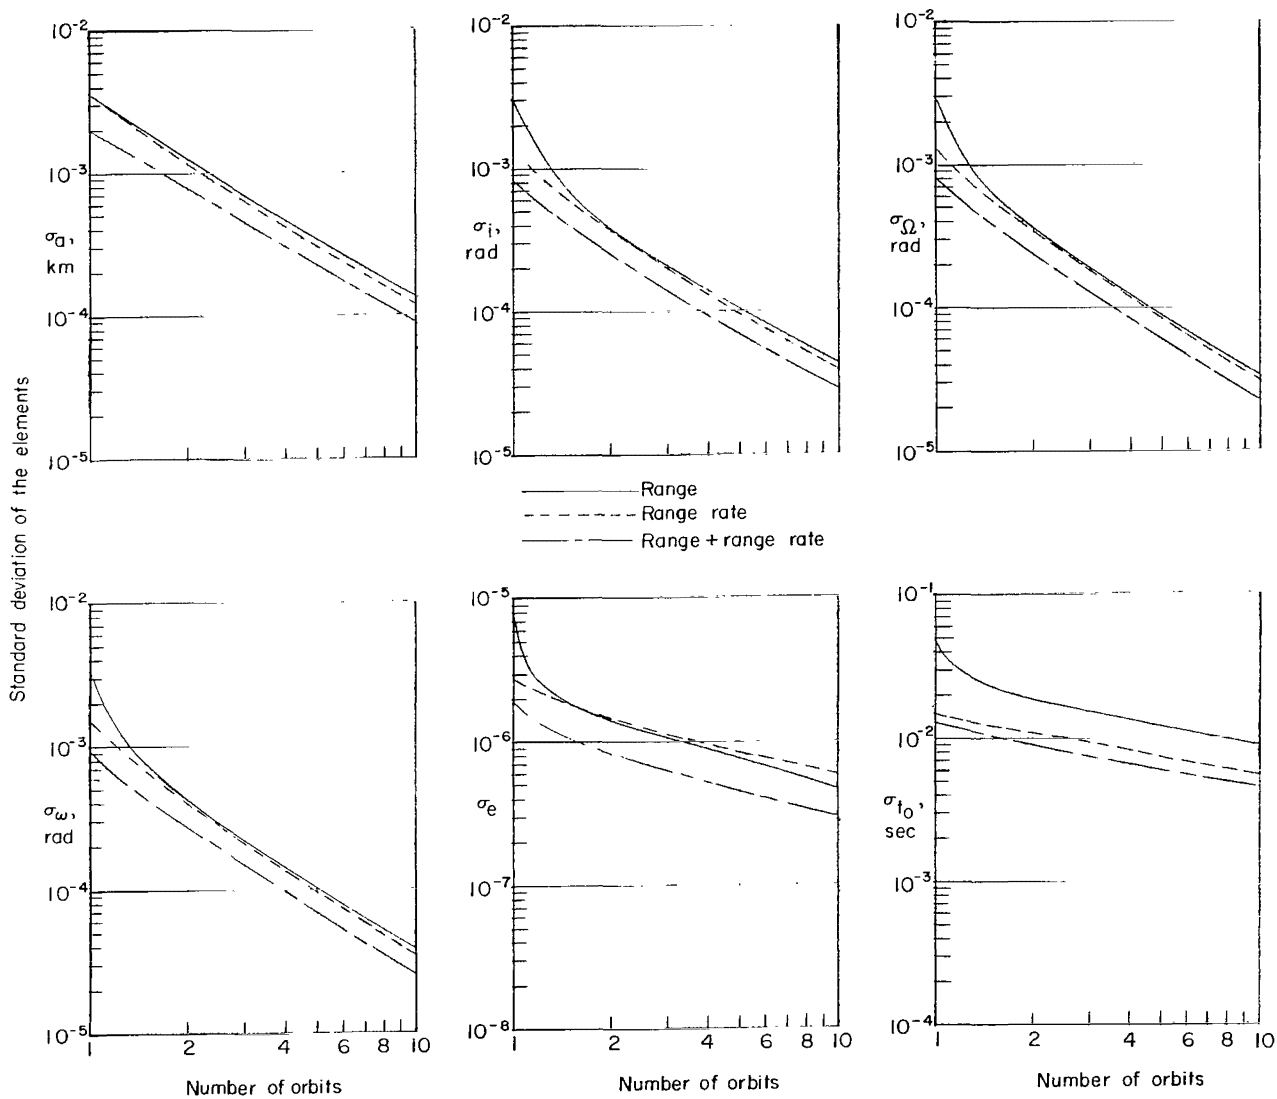 Standard deviation of the elements
10⁻²
10⁻³
σa,
km
10⁻⁴
10⁻⁵
10⁻²
10⁻³
σi,
rad
10⁻⁴
10⁻⁵
10⁻²
10⁻³
σΩ,
rad
10⁻⁴
10⁻⁵
Range
Range rate
Range + range rate
10⁻²
10⁻³
σω,
rad
10⁻⁴
10⁻⁵
1 2 4 6 8 10
Number of orbits
10⁻⁵
10⁻⁶
σe
10⁻⁷
10⁻⁸
1 2 4 6 8 10
Number of orbits
10⁻¹
10⁻²
σt₀,
sec
10⁻³
10⁻⁴
1 2 4 6 8 10
Number of orbits